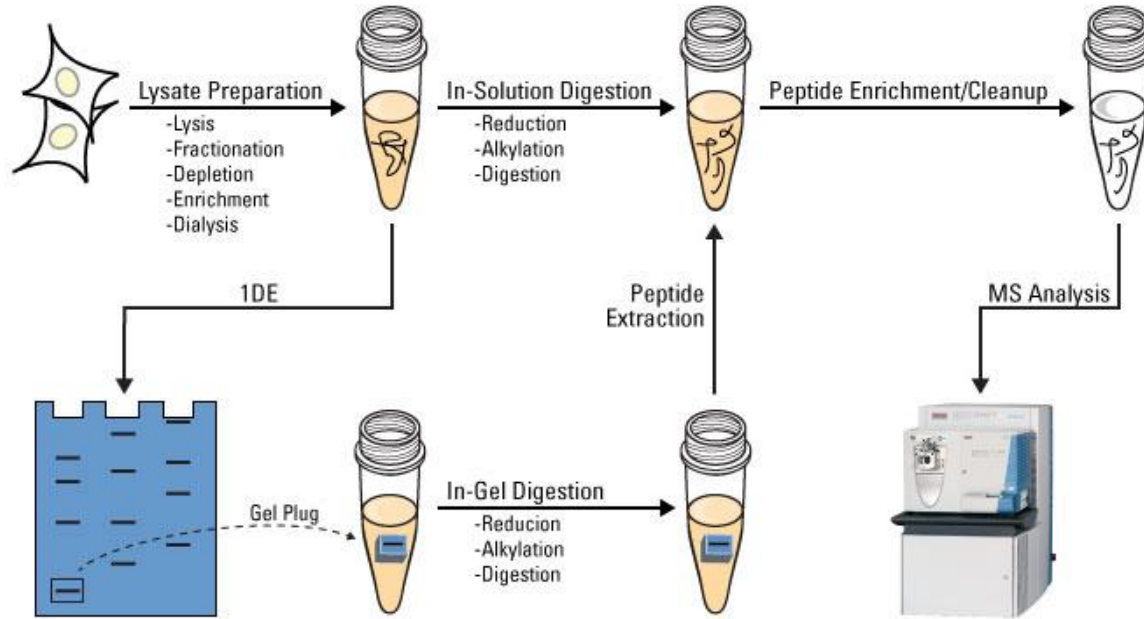 Lysate Preparation
-Lysis
-Fractionation
-Depletion
-Enrichment
-Dialysis
In-Solution Digestion
-Reduction
-Alkylation
-Digestion
Peptide Enrichment/Cleanup
1DE
Peptide
Extraction
MS Analysis
Gel Plug
In-Gel Digestion
-Reducion
-Alkylation
-Digestion